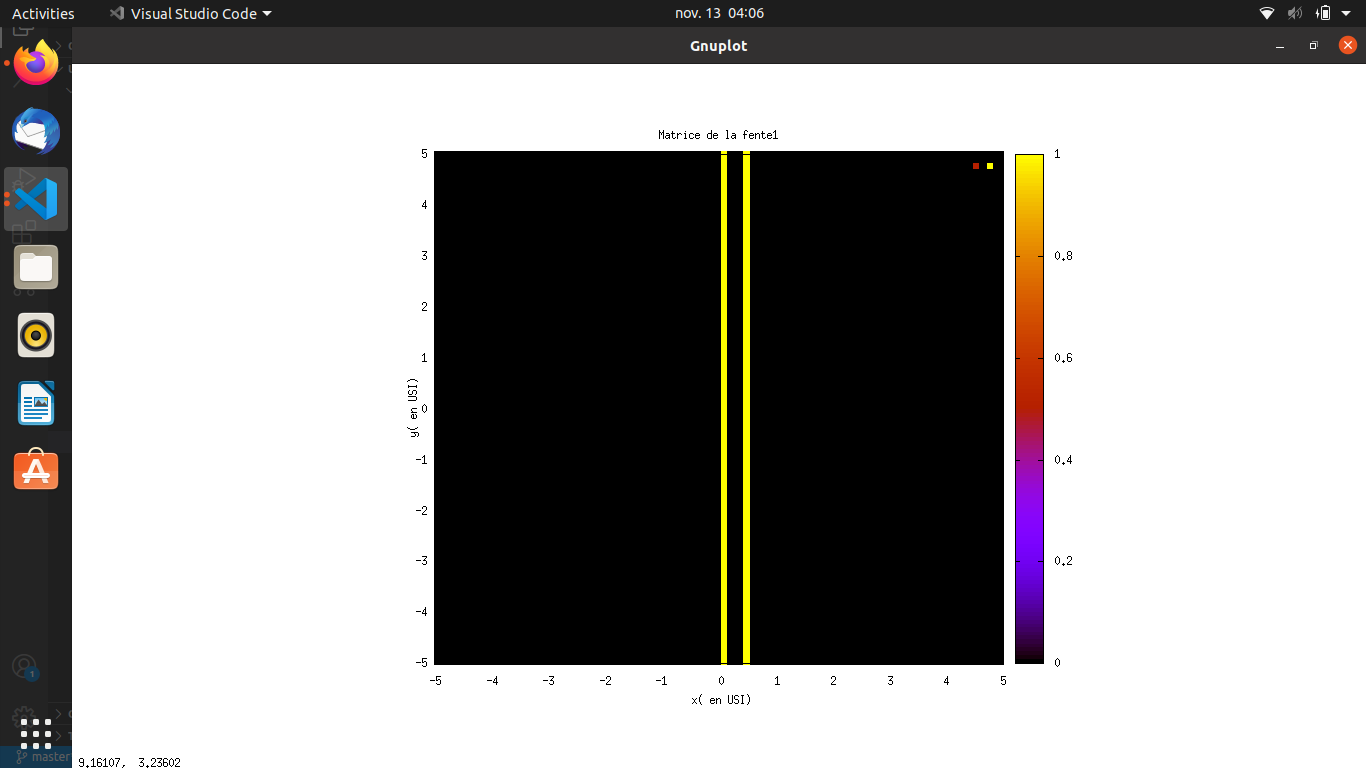 Activities Visual Studio Code nov. 13 04:06
Gnuplot
Matrice de la fente1
5
4
3
2
1
0
-1
-2
-3
-4
-5
y( en USI)
-5 -4 -3 -2 -1 0 1 2 3 4 5
x( en USI)
1
0.8
0.6
0.4
0.2
0
1
master
9.16107, 3.23602